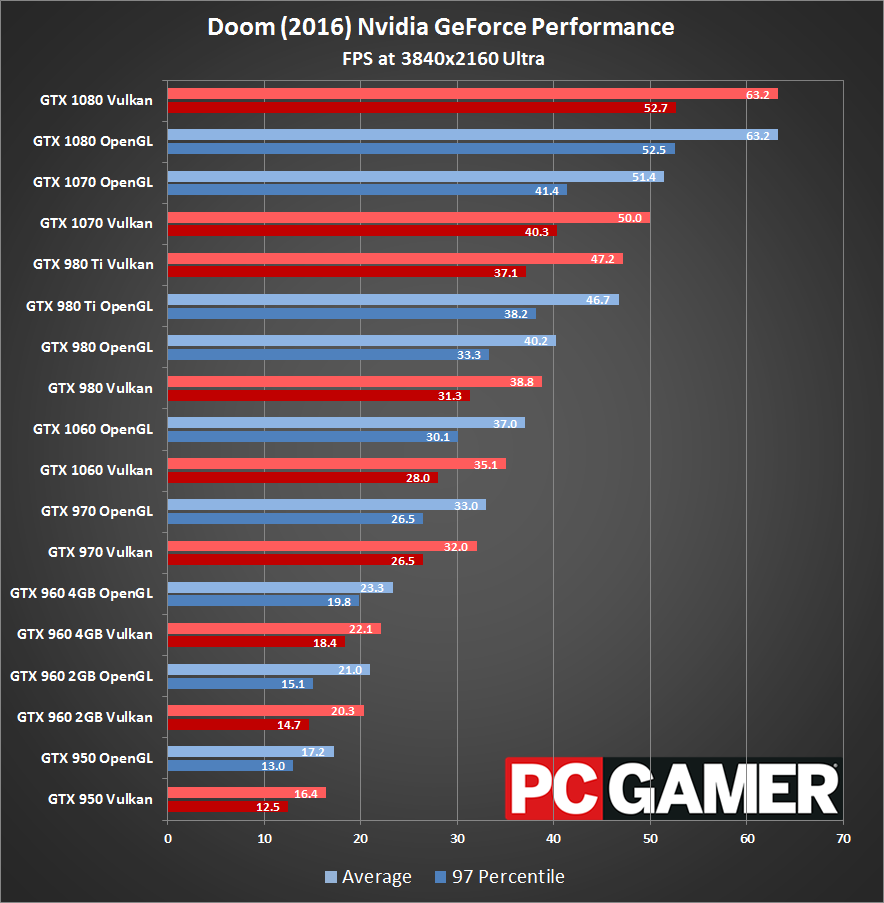 Doom (2016) Nvidia GeForce Performance
FPS at 3840x2160 Ultra
GTX 1080 Vulkan 63.2
52.7
GTX 1080 OpenGL 63.2
52.5
GTX 1070 OpenGL 51.4
41.4
GTX 1070 Vulkan 50.0
40.3
GTX 980 Ti Vulkan 47.2
37.1
GTX 980 Ti OpenGL 46.7
38.2
GTX 980 OpenGL 40.2
33.3
GTX 980 Vulkan 38.8
31.3
GTX 1060 OpenGL 37.0
30.1
GTX 1060 Vulkan 35.1
28.0
GTX 970 OpenGL 33.0
26.5
GTX 970 Vulkan 32.0
26.5
GTX 960 4GB OpenGL 23.3
19.8
GTX 960 4GB Vulkan 22.1
18.4
GTX 960 2GB OpenGL 21.0
15.1
GTX 960 2GB Vulkan 20.3
14.7
GTX 950 OpenGL 17.2
13.0
GTX 950 Vulkan 16.4
12.5
PC GAMER®
0 10 20 30 40 50 60 70
Average 97 Percentile